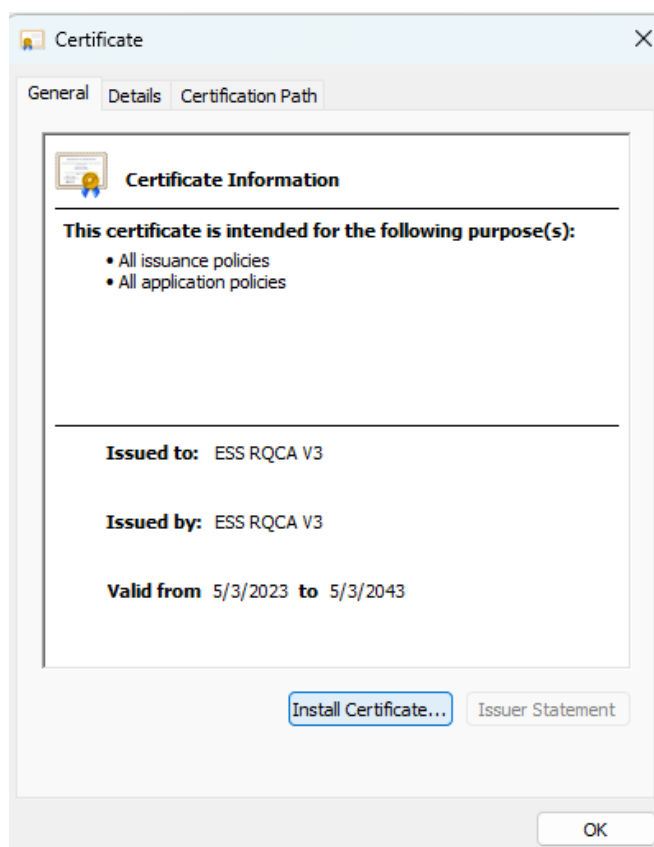 Certificate
General Details Certification Path
Certificate Information
This certificate is intended for the following purpose(s):
• All issuance policies
• All application policies
Issued to: ESS RQCA V3
Issued by: ESS RQCA V3
Valid from 5/3/2023 to 5/3/2043
Install Certificate... Issuer Statement
OK